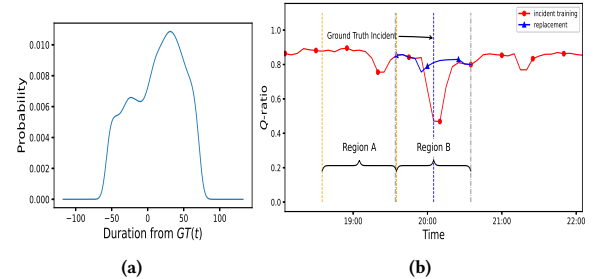 Probability
0.010
0.008
0.006
0.004
0.002
0.000
−100
−50
0
50
100
Duration from GT(t)
(a)
Q-ratio
1.0
0.8
0.6
0.4
0.2
0.0
incident training
replacement
Ground Truth Incident
Region A
Region B
19:00
20:00
21:00
22:00
Time
(b)